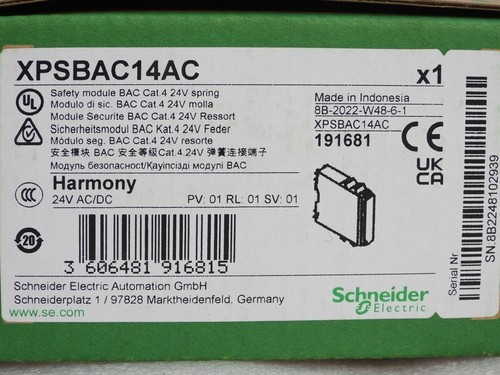 XPSBAC14AC
x1
Safety module BAC Cat.4 24V spring
Modulo di sic. BAC Cat.4 24V molla
Module Securite BAC Cat.4 24V Ressort
Sicherheitsmodul BAC Kat.4 24V Feder
Módulo seg. BAC Cat.4 24V resorte
安全模块 BAC 安全等级Cat.4 24V 弹簧连接端子
Модуль безопасност/Қауіпсізді модулі BAC
UL
Made in Indonesia
8B-2022-W48-6-1
XPSBAC14AC
191681
CE
UK
CA
CCC
Harmony
24V AC/DC
PV: 01 RL: 01 SV: 01
20
3 606481 916815
Schneider Electric Automation GmbH
Schneiderplatz 1 / 97828 Marktheidenfeld, Germany
www.se.com
Schneider
Electric
Serial Nr.
SN:8B2248102939